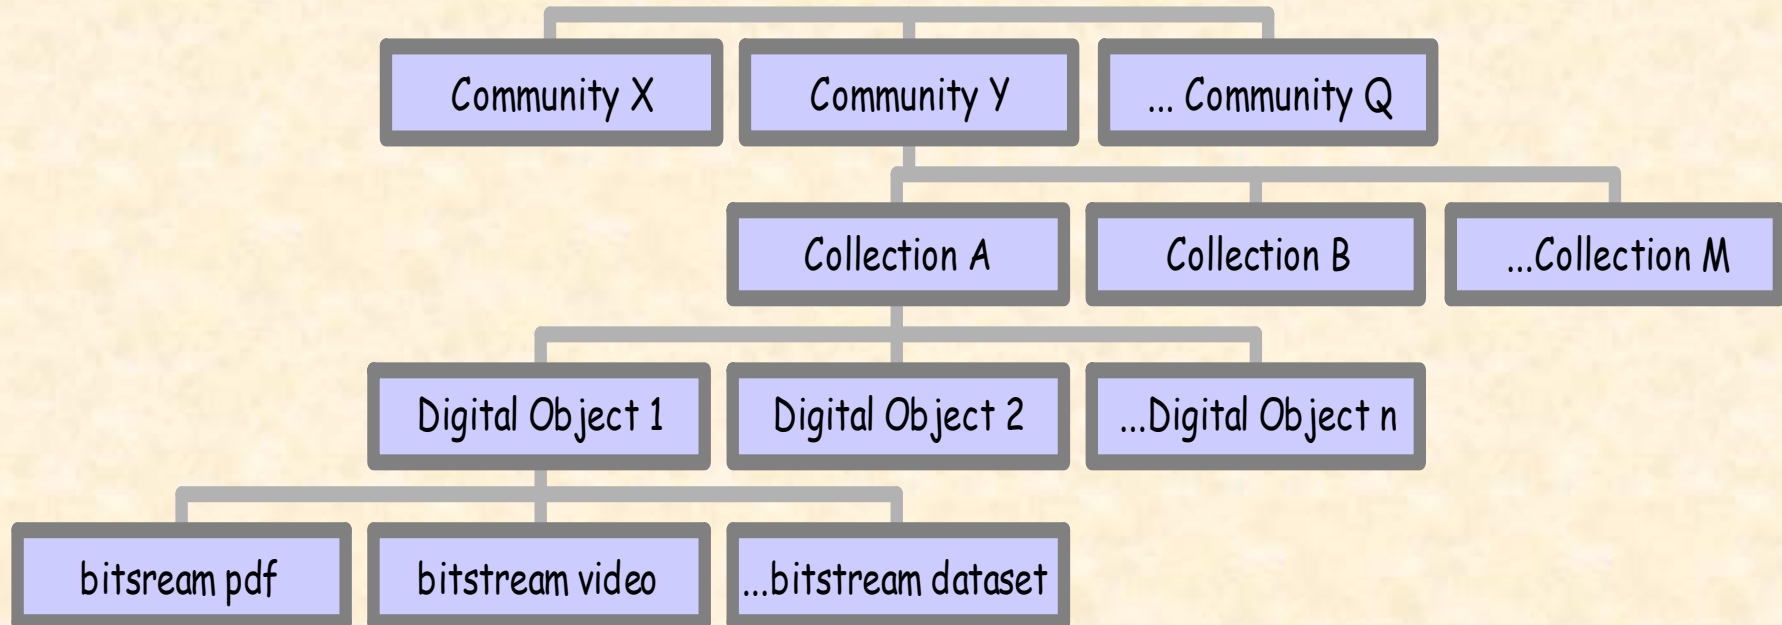 Community X
Community Y
... Community Q
Collection A
Collection B
...Collection M
Digital Object 1
Digital Object 2
...Digital Object n
bitsream pdf
bitstream video
...bitstream dataset